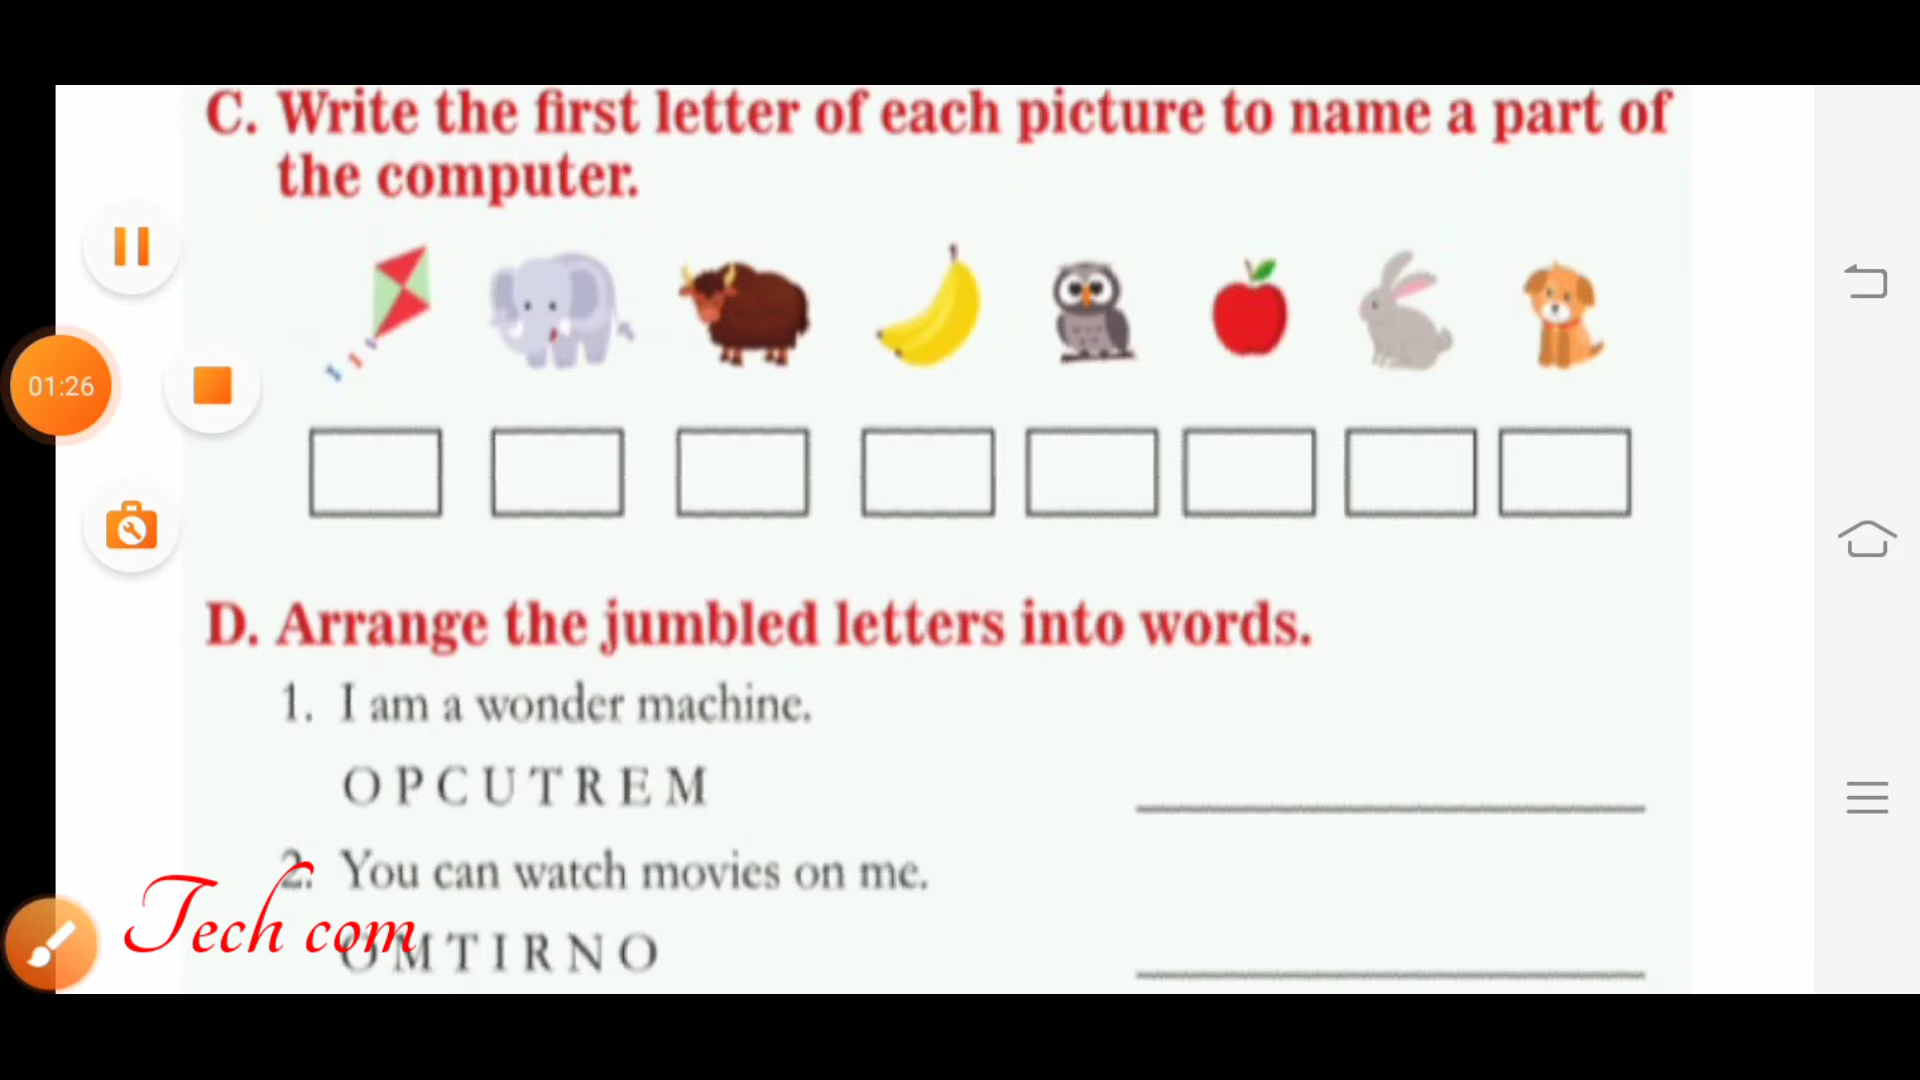 C. Write the first letter of each picture to name a part of
the computer.
01:26
D. Arrange the jumbled letters into words.
1. I am a wonder machine.
O P C U T R E M
2. You can watch movies on me.
Tech com
O M T I R N O